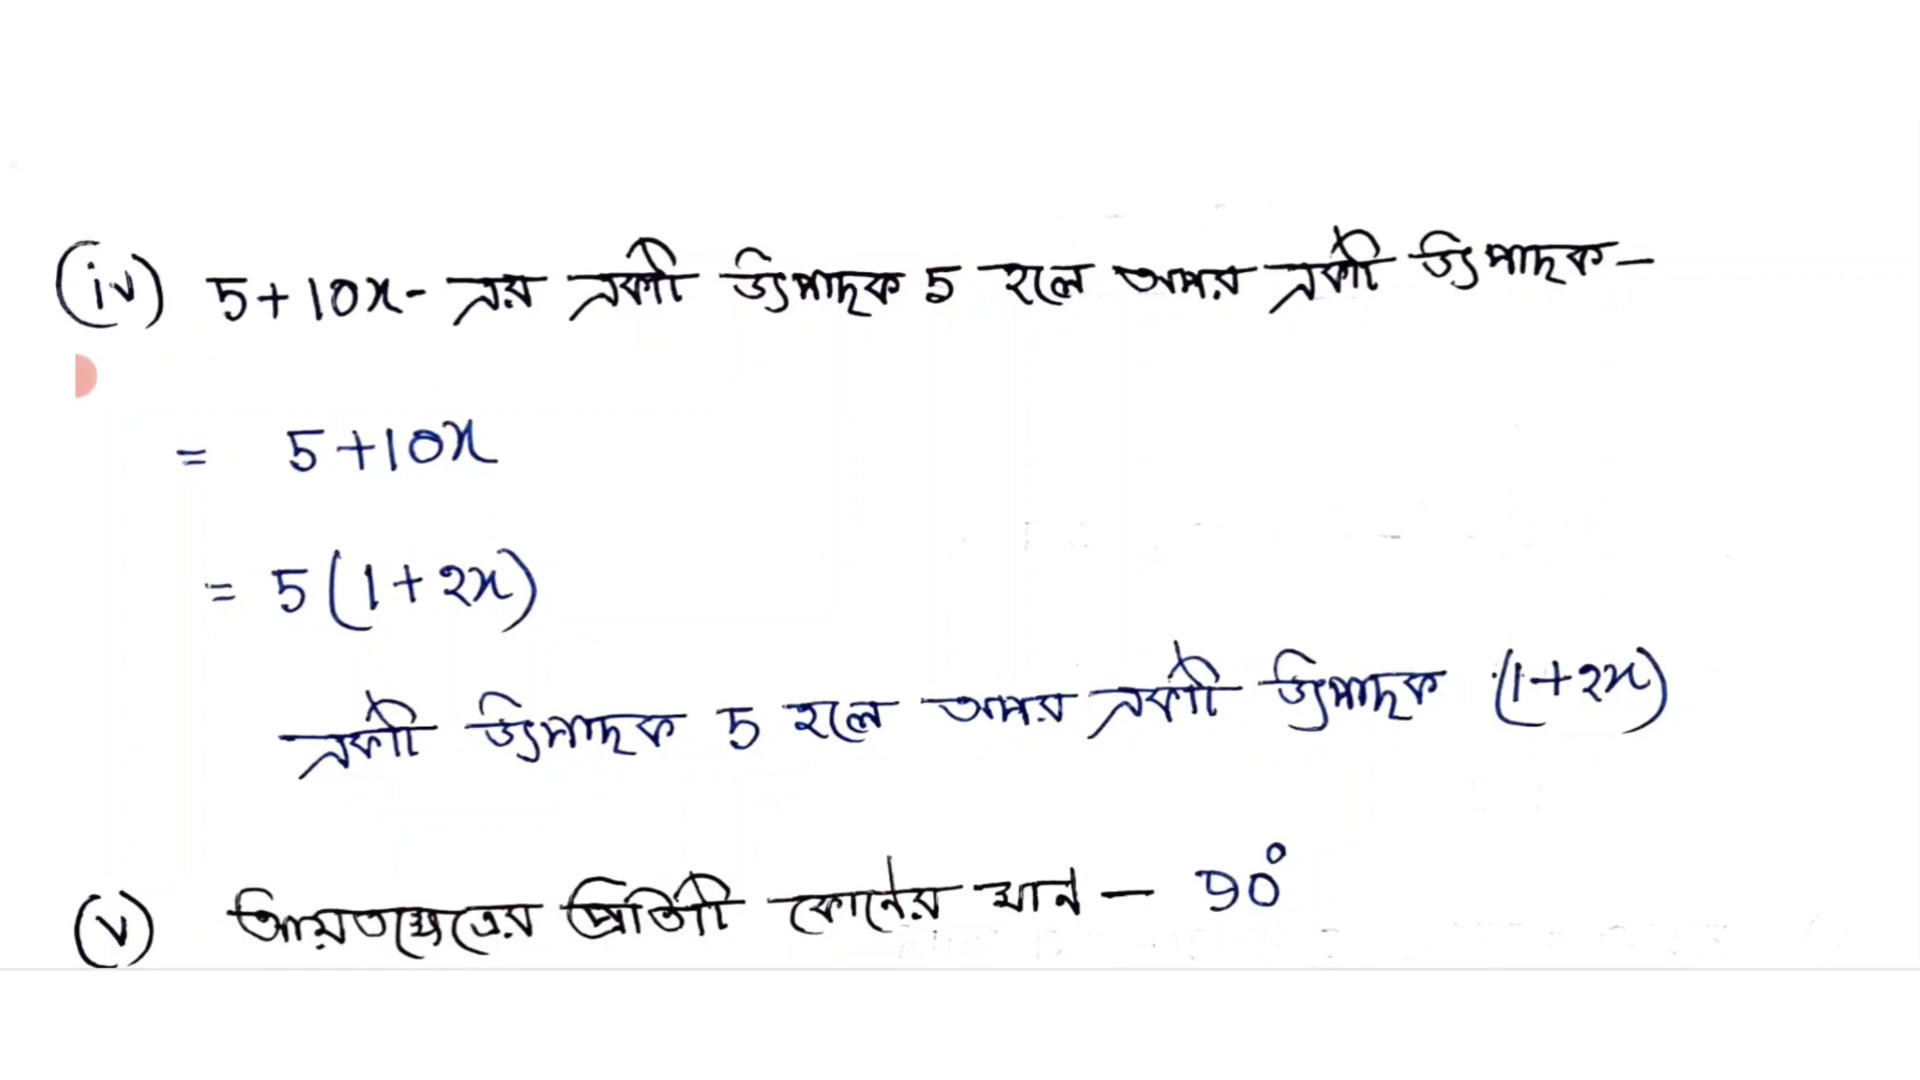 (iv) 5+10x- এর একটী উৎপাদক 5 হলে অপর একটী উৎপাদক—
= 5+10x
= 5(1+2x)
একটী উৎপাদক 5 হলে অপর একটী উৎপাদক (1+2x)
(v) আয়তক্ষেত্রের প্রতিটী কোনের মান — 90°